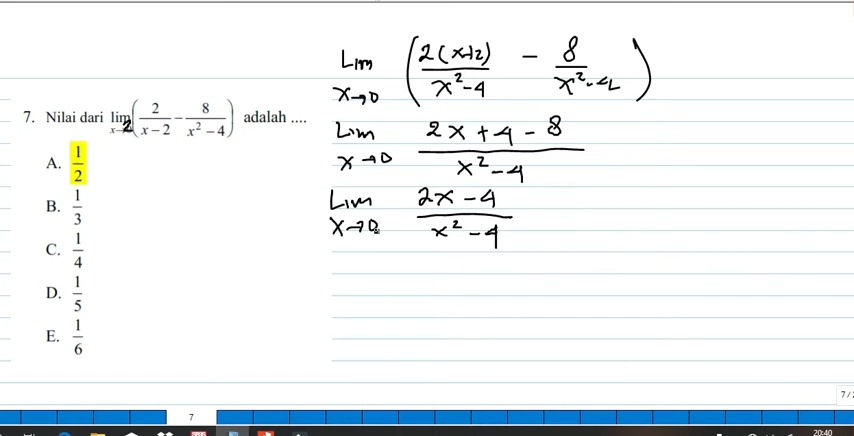 7. Nilai dari lim x→2 ( 2/(x − 2) − 8/(x² − 4) ) adalah ....
A. 1/2
B. 1/3
C. 1/4
D. 1/5
E. 1/6
Lim x→0 ( 2(x+2)/(x²-4) - 8/(x²-4) )
Lim x→0 (2x + 4 - 8)/(x² - 4)
Lim x→0 (2x - 4)/(x² - 4)
7
7/2
20:40